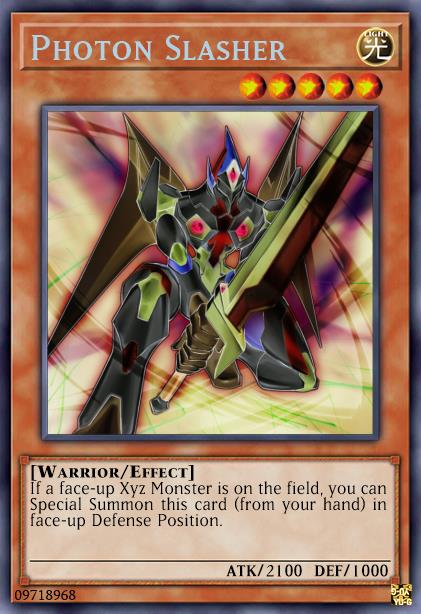 PHOTON SLASHER
LIGHT
光
[WARRIOR/EFFECT]
If a face-up Xyz Monster is on the field, you can
Special Summon this card (from your hand) in
face-up Defense Position.
ATK/2100 DEF/1000
09718968